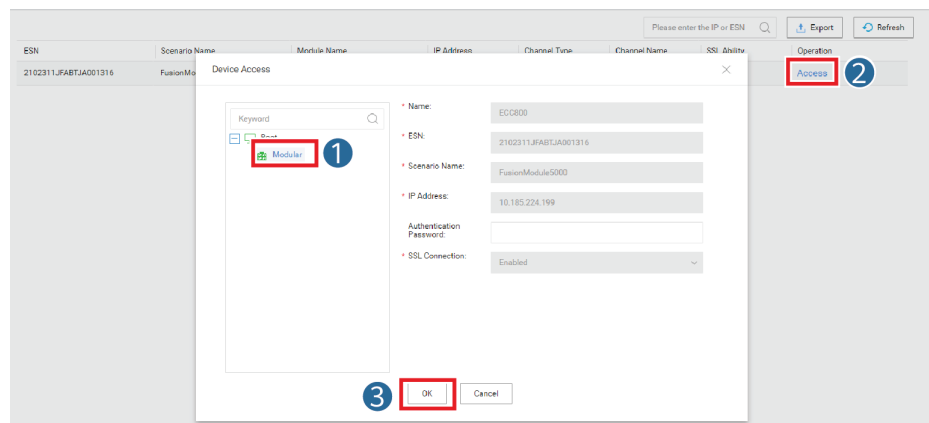 Please enter the IP or ESN
Export
Refresh
ESN Scenario Name Module Name IP Address Channel Type Channel Name SSL Ability Operation
2102311JFABTJA001316 FusionMo Access 2
Device Access
Keyword
Root
Modular 1
* Name: ECC800
* ESN: 2102311JFABTJA001316
* Scenario Name: FusionModule5000
* IP Address: 10.185.224.199
Authentication
Password:
* SSL Connection: Enabled
3 OK Cancel